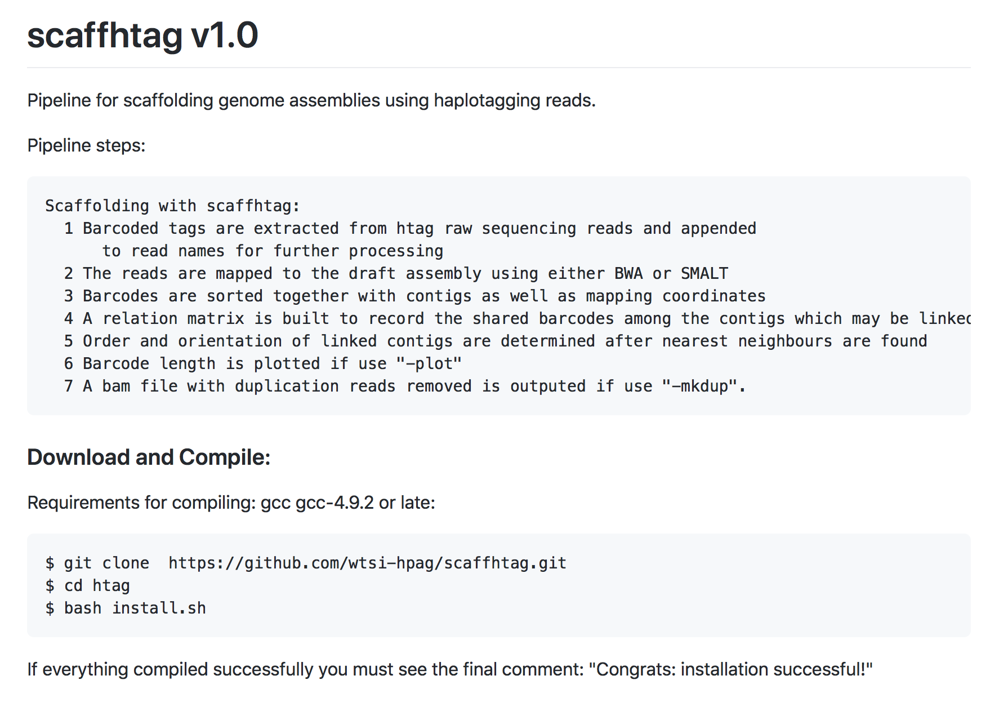 scaffhtag v1.0
Pipeline for scaffolding genome assemblies using haplotagging reads.
Pipeline steps:
Scaffolding with scaffhtag:
1 Barcoded tags are extracted from htag raw sequencing reads and appended
to read names for further processing
2 The reads are mapped to the draft assembly using either BWA or SMALT
3 Barcodes are sorted together with contigs as well as mapping coordinates
4 A relation matrix is built to record the shared barcodes among the contigs which may be linked
5 Order and orientation of linked contigs are determined after nearest neighbours are found
6 Barcode length is plotted if use "-plot"
7 A bam file with duplication reads removed is outputed if use "-mkdup".
Download and Compile:
Requirements for compiling: gcc gcc-4.9.2 or late:
$ git clone  https://github.com/wtsi-hpag/scaffhtag.git
$ cd htag
$ bash install.sh
If everything compiled successfully you must see the final comment: "Congrats: installation successful!"